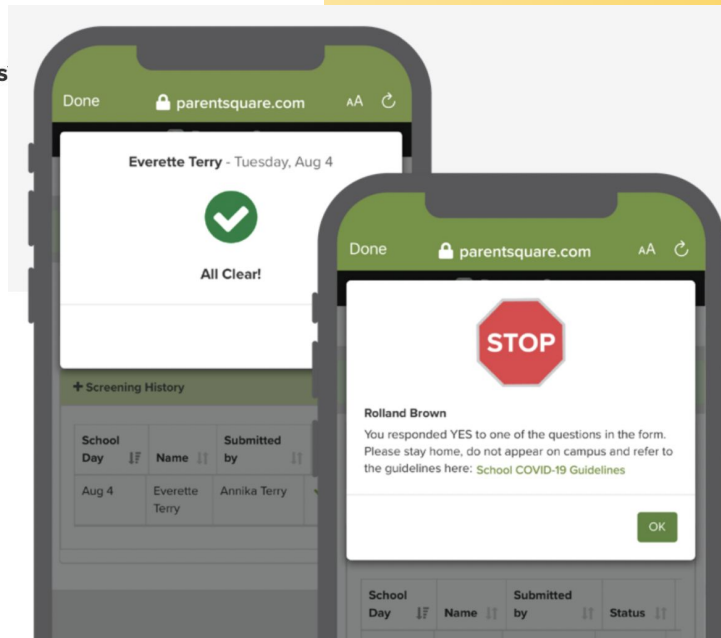 s
Done parentsquare.com AA
Everette Terry - Tuesday, Aug 4
All Clear!
+ Screening History
School Day Name Submitted by
Aug 4 Everette Terry Annika Terry
Done parentsquare.com AA
STOP
Rolland Brown
You responded YES to one of the questions in the form.
Please stay home, do not appear on campus and refer to
the guidelines here: School COVID-19 Guidelines
OK
School Day Name Submitted by Status